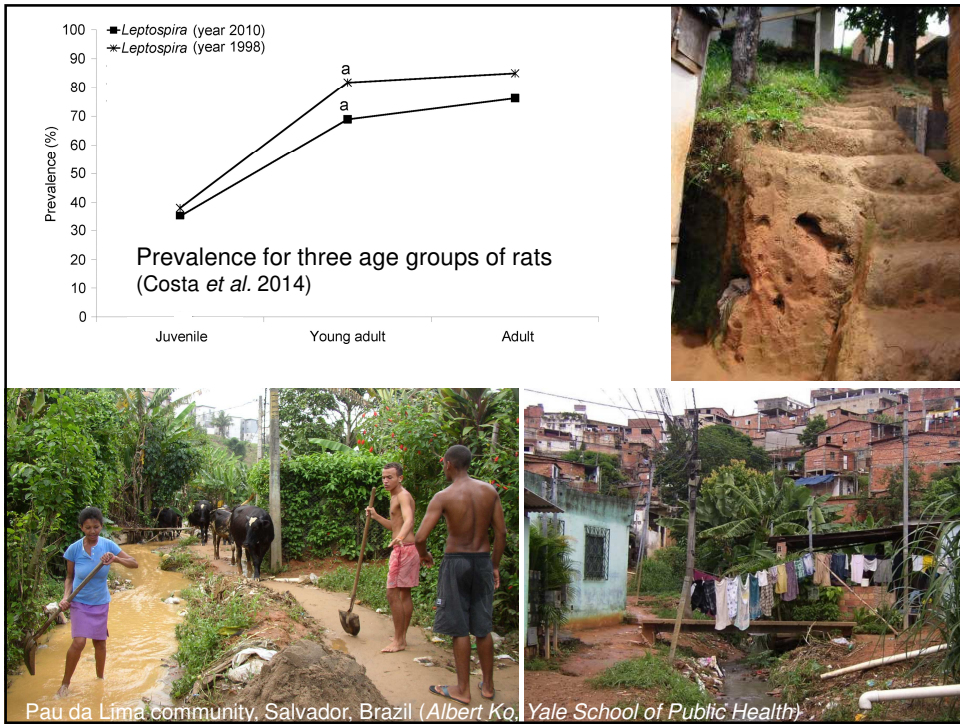 Leptospira (year 2010)
Leptospira (year 1998)
Prevalence (%)
100
90
80
70
60
50
40
30
20
10
0
a
a
Prevalence for three age groups of rats
(Costa et al. 2014)
Juvenile Young adult Adult
Pau da Lima community, Salvador, Brazil (Albert Ko, Yale School of Public Health)